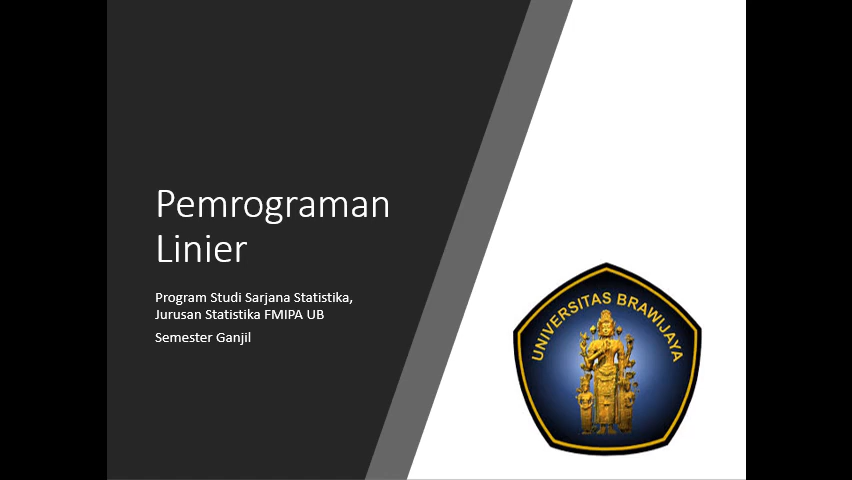 Pemrograman
Linier
Program Studi Sarjana Statistika,
Jurusan Statistika FMIPA UB
Semester Ganjil
UNIVERSITAS BRAWIJAYA